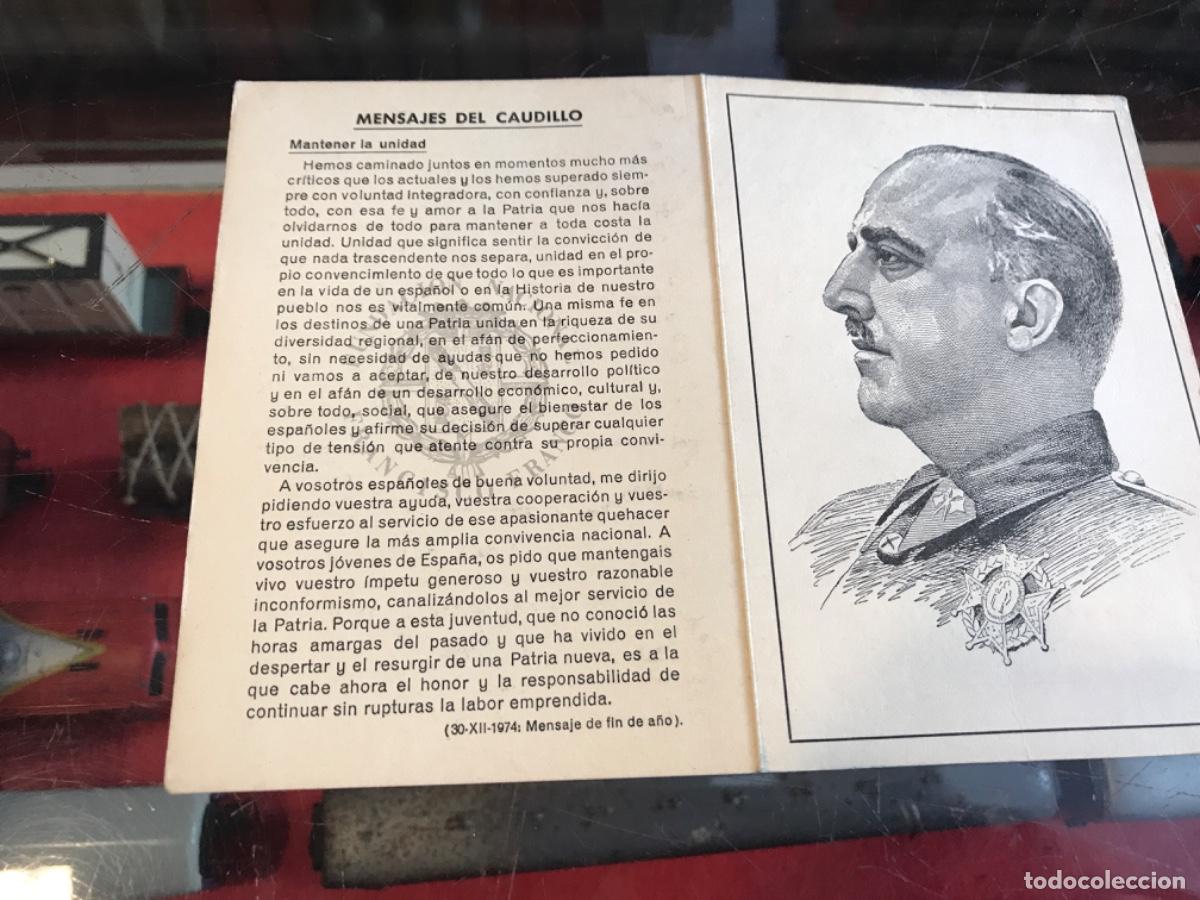 MENSAJES DEL CAUDILLO
Mantener la unidad
Hemos caminado juntos en momentos mucho más
críticos que los actuales y los hemos superado siem-
pre con voluntad integradora, con confianza y, sobre
todo, con esa fe y amor a la Patria que nos hacía
olvidarnos de todo para mantener a toda costa la
unidad. Unidad que significa sentir la convicción de
que nada trascendente nos separa, unidad en el pro-
pio convencimiento de que todo lo que es importante
en la vida de un español o en la Historia de nuestro
pueblo nos es vitalmente común. Una misma fe en
los destinos de una Patria unida en la riqueza de su
diversidad regional, en el afán de perfeccionamien-
to, sin necesidad de ayudas que no hemos pedido
ni vamos a aceptar, de nuestro desarrollo político
y en el afán de un desarrollo económico, cultural y,
sobre todo, social, que asegure el bienestar de los
españoles y afirme su decisión de superar cualquier
tipo de tensión que atente contra su propia convi-
vencia.
A vosotros españoles de buena voluntad, me dirijo
pidiendo vuestra ayuda, vuestra cooperación y vues-
tro esfuerzo al servicio de ese apasionante quehacer
que asegure la más amplia convivencia nacional. A
vosotros jóvenes de España, os pido que mantengais
vivo vuestro ímpetu generoso y vuestro razonable
inconformismo, canalizándolos al mejor servicio de
la Patria. Porque a esta juventud, que no conoció las
horas amargas del pasado y que ha vivido en el
despertar y el resurgir de una Patria nueva, es a la
que cabe ahora el honor y la responsabilidad de
continuar sin rupturas la labor emprendida.
(30-XII-1974: Mensaje de fin de año).
FRANCISCO FRANCO
todocoleccion